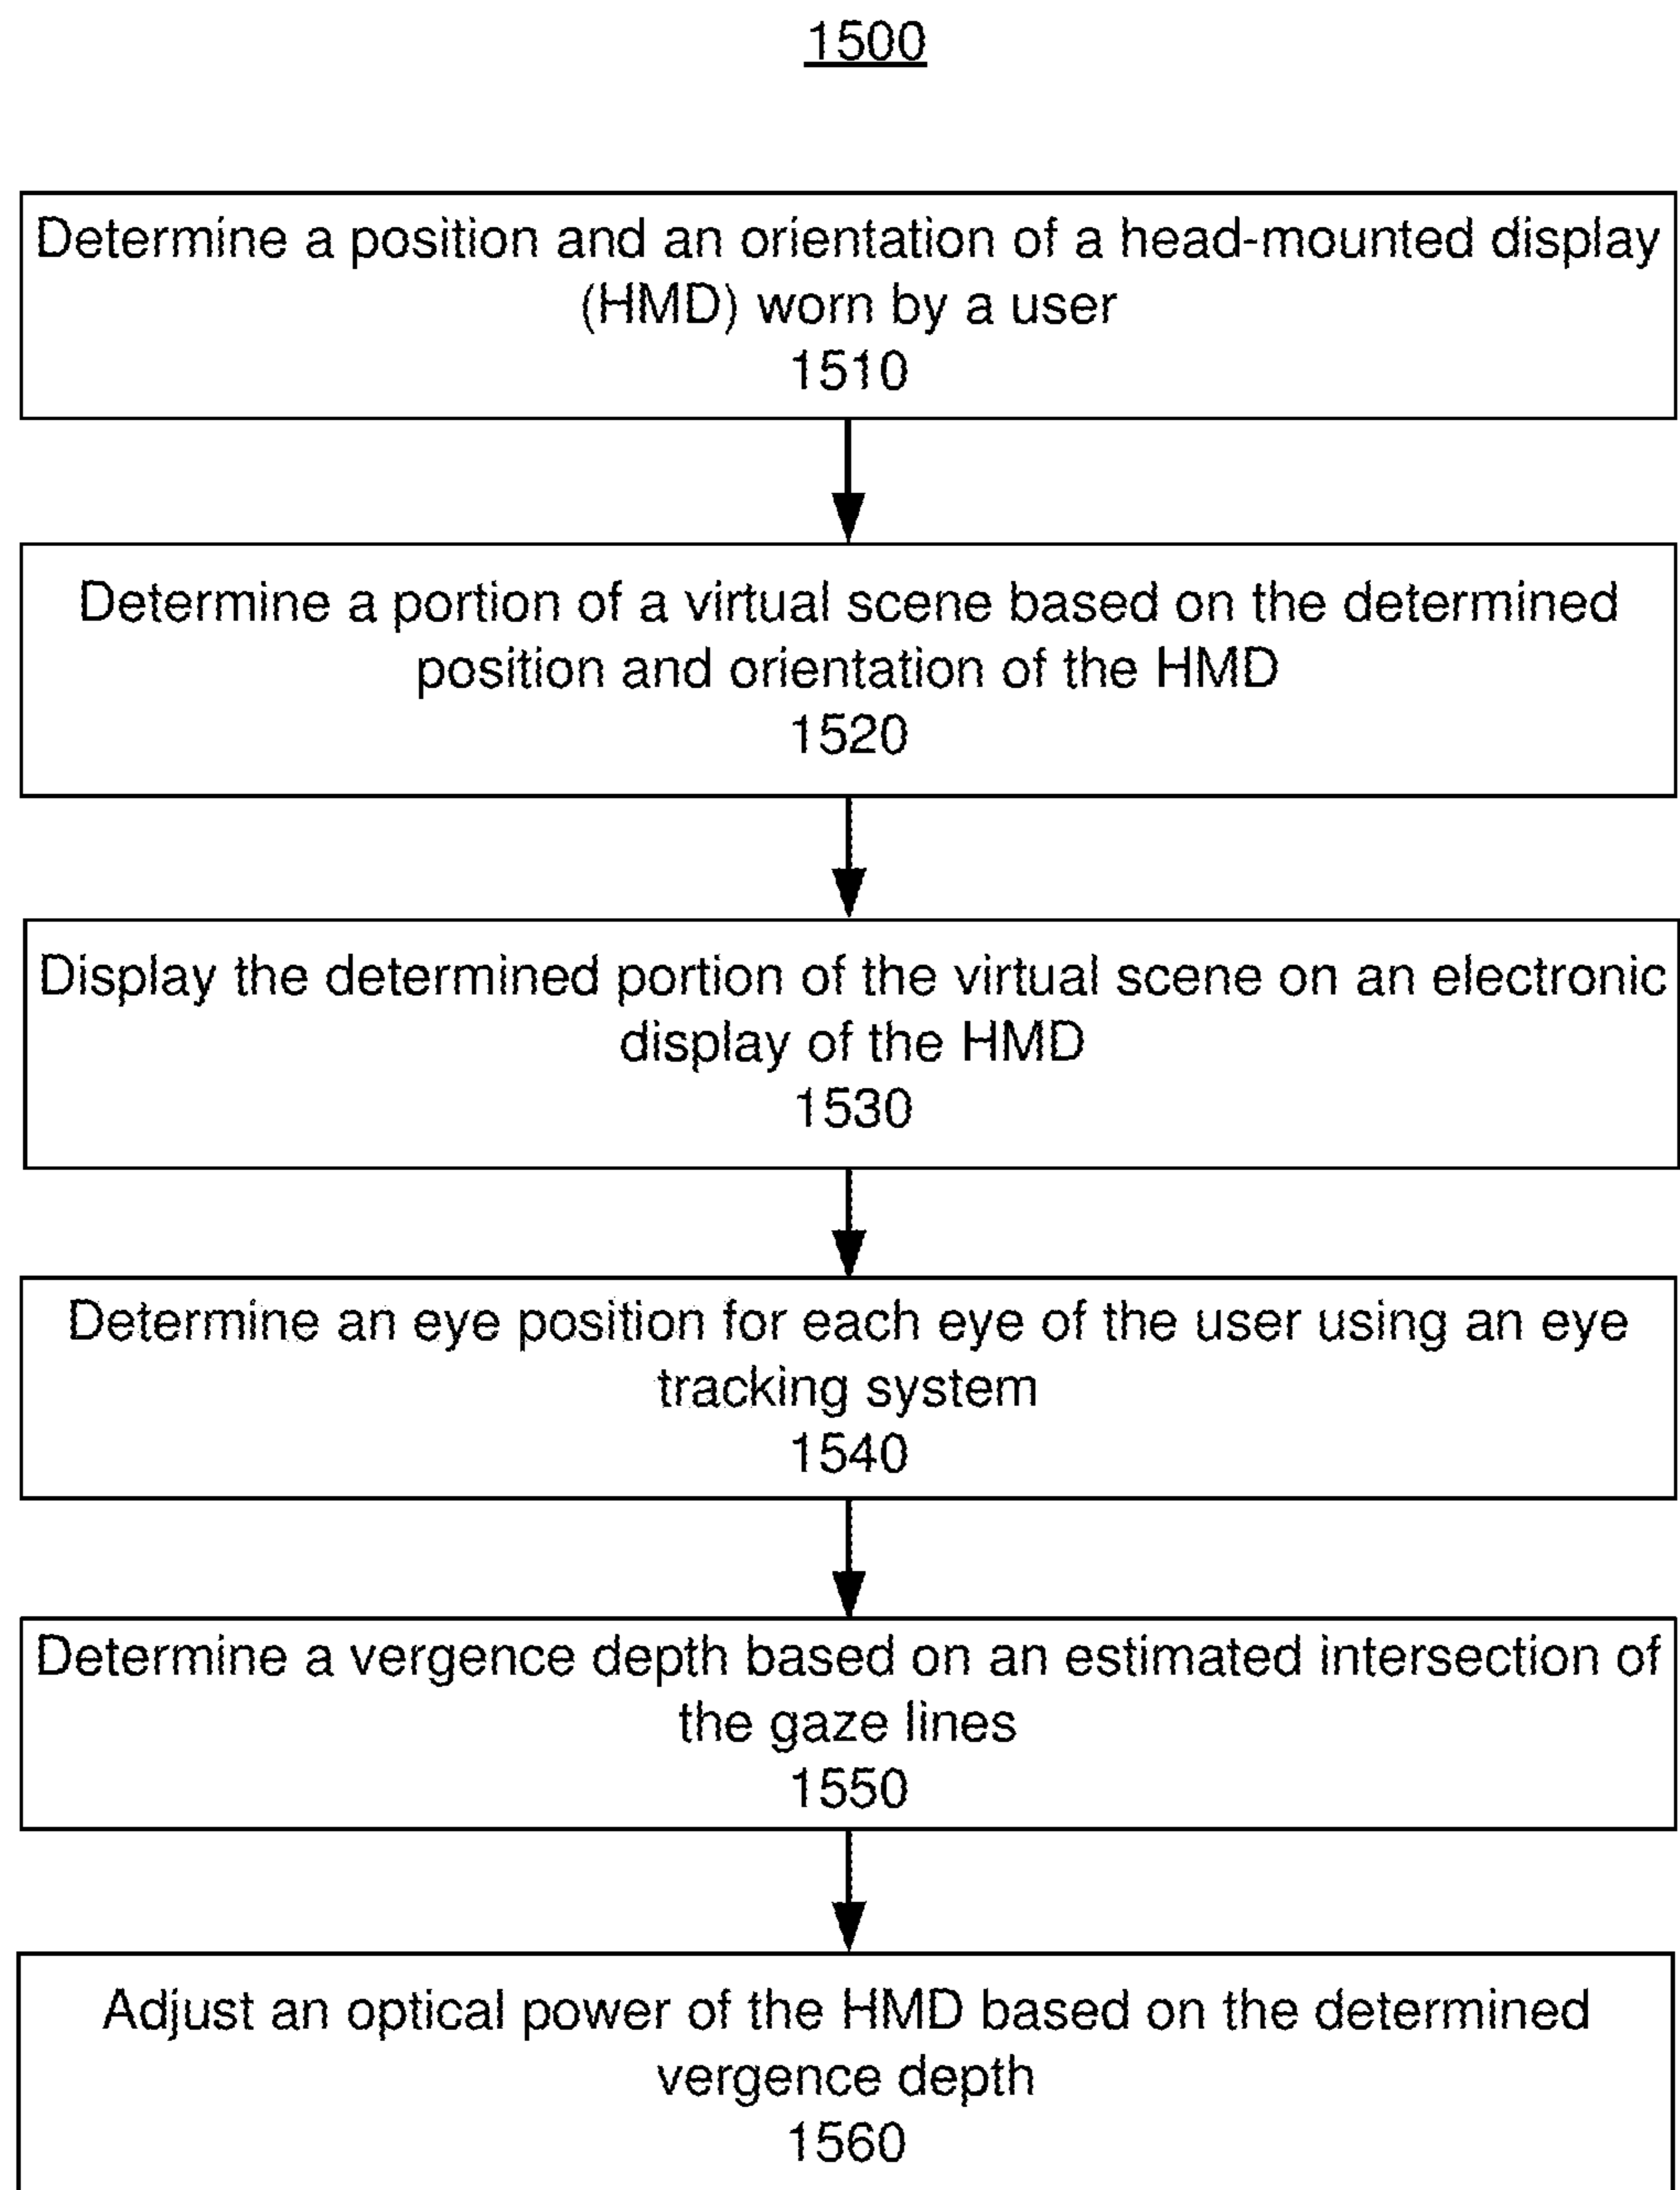 1500
Determine a position and an orientation of a head-mounted display
(HMD) worn by a user
1510
Determine a portion of a virtual scene based on the determined
position and orientation of the HMD
1520
Display the determined portion of the virtual scene on an electronic
display of the HMD
1530
Determine an eye position for each eye of the user using an eye
tracking system
1540
Determine a vergence depth based on an estimated intersection of
the gaze lines
1550
Adjust an optical power of the HMD based on the determined
vergence depth
1560